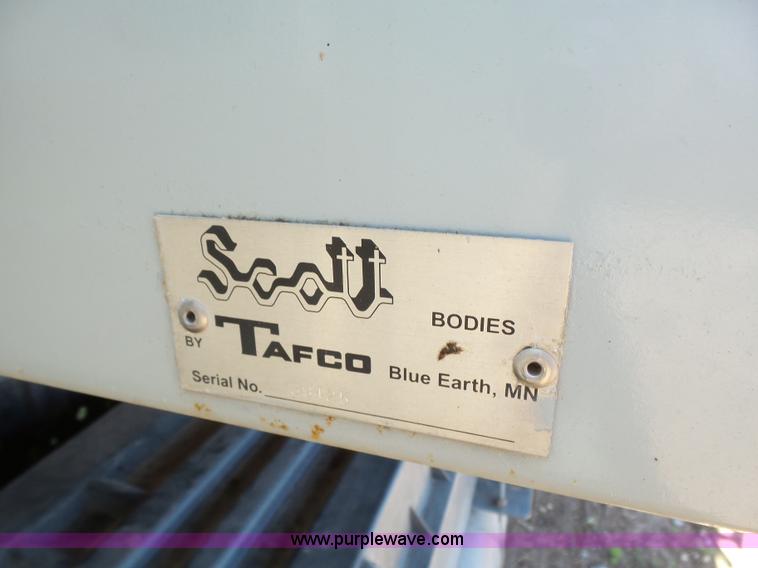 Scott
BODIES
BY TAFCO
Blue Earth, MN
Serial No.
www.purplewave.com